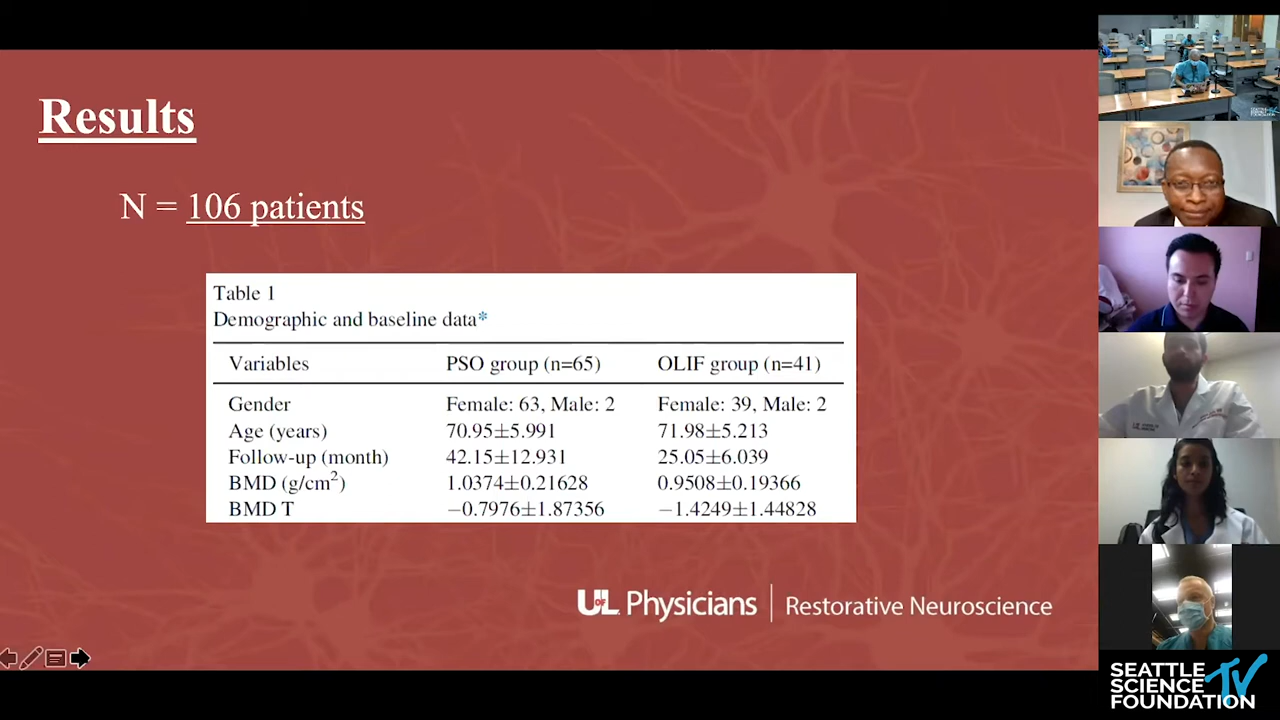 Results
N = 106 patients
Table 1
Demographic and baseline data*
Variables PSO group (n=65) OLIF group (n=41)
Gender Female: 63, Male: 2 Female: 39, Male: 2
Age (years) 70.95±5.991 71.98±5.213
Follow-up (month) 42.15±12.931 25.05±6.039
BMD (g/cm²) 1.0374±0.21628 0.9508±0.19366
BMD T −0.7976±1.87356 −1.4249±1.44828
UOFL Physicians | Restorative Neuroscience
SEATTLE
SCIENCE TV
FOUNDATION